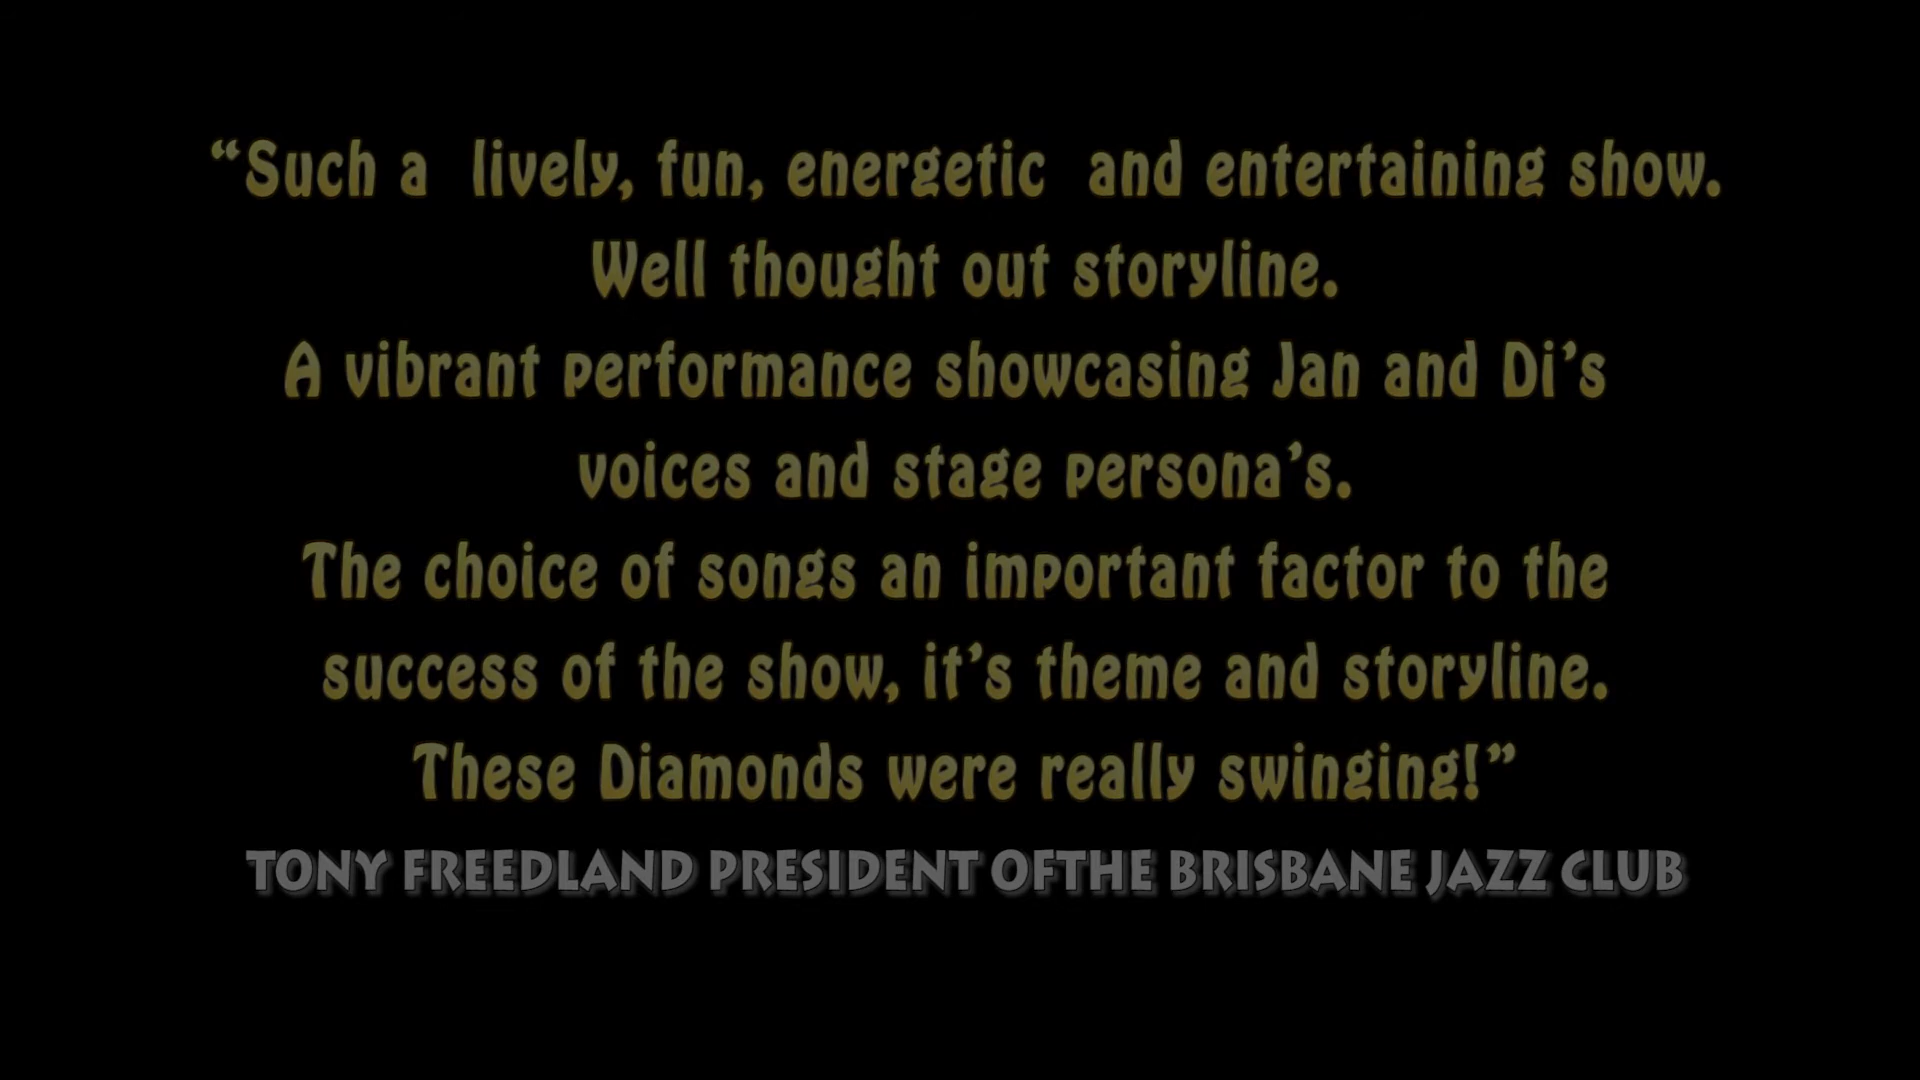 “Such a lively, fun, energetic and entertaining show.
Well thought out storyline.
A vibrant performance showcasing Jan and Di’s
voices and stage persona’s.
The choice of songs an important factor to the
success of the show, it’s theme and storyline.
These Diamonds were really swinging!”
TONY FREEDLAND PRESIDENT OFTHE BRISBANE JAZZ CLUB